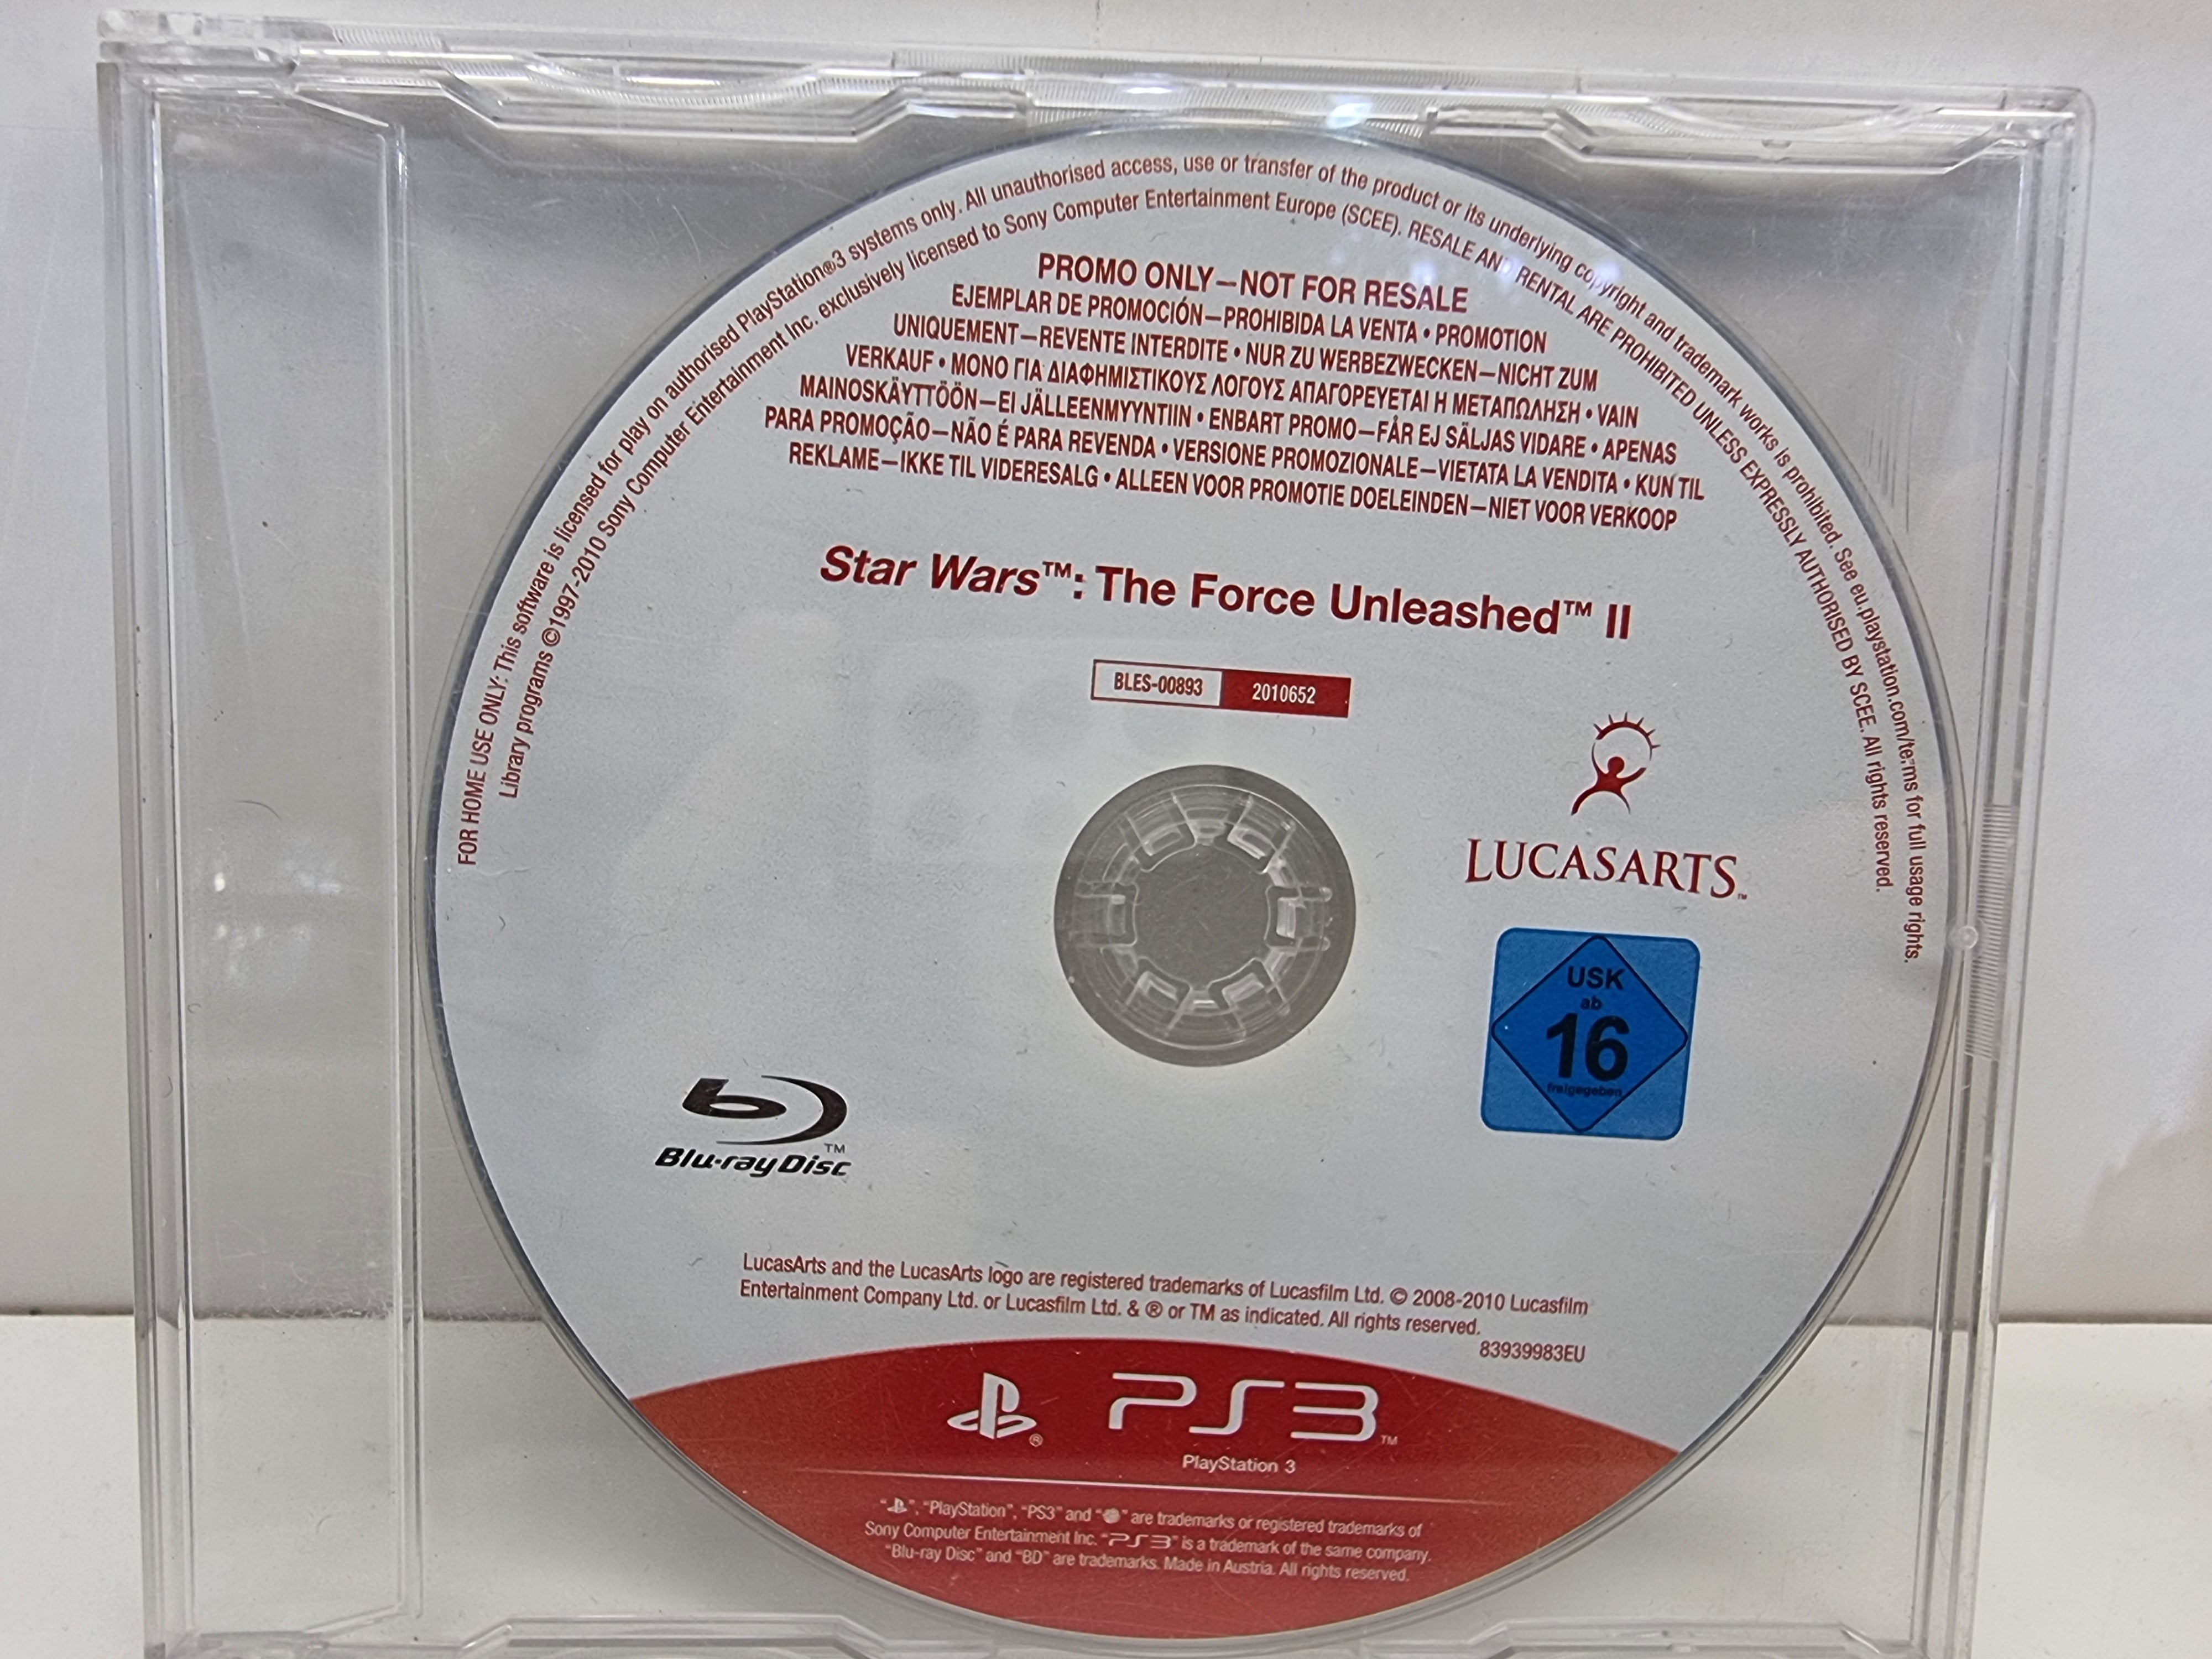 FOR HOME USE ONLY: This software is licensed for play on authorised PlayStation®3 systems only. All unauthorised access, use or transfer of the product or its underlying copyright and trademark works is prohibited. See eu.playstation.com/terms for full usage rights.
Library programs ©1997-2010 Sony Computer Entertainment Inc. exclusively licensed to Sony Computer Entertainment Europe (SCEE). RESALE AND RENTAL ARE PROHIBITED UNLESS EXPRESSLY AUTHORISED BY SCEE. All rights reserved.
PROMO ONLY—NOT FOR RESALE
EJEMPLAR DE PROMOCIÓN—PROHIBIDA LA VENTA • PROMOTION
UNIQUEMENT—REVENTE INTERDITE • NUR ZU WERBEZWECKEN—NICHT ZUM
VERKAUF • ΜΟΝΟ ΓΙΑ ΔΙΑΦΗΜΙΣΤΙΚΟΥΣ ΛΟΓΟΥΣ ΑΠΑΓΟΡΕΥΕΤΑΙ Η ΜΕΤΑΠΩΛΗΣΗ • VAIN
MAINOSKÄYTTÖÖN—EI JÄLLEENMYYNTIIN • ENBART PROMO—FÅR EJ SÄLJAS VIDARE • APENAS
PARA PROMOÇÃO—NÃO É PARA REVENDA • VERSIONE PROMOZIONALE—VIETATA LA VENDITA • KUN TIL
REKLAME—IKKE TIL VIDERESALG • ALLEEN VOOR PROMOTIE DOELEINDEN—NIET VOOR VERKOOP
Star Wars™: The Force Unleashed™ II
BLES-00893 2010652
LUCASARTS™
USK
ab
16
freigegeben
Blu-ray Disc™
LucasArts and the LucasArts logo are registered trademarks of Lucasfilm Ltd. © 2008-2010 Lucasfilm
Entertainment Company Ltd. or Lucasfilm Ltd. & ® or TM as indicated. All rights reserved.
83939983EU
® PS3™
PlayStation 3
"", "PlayStation", "PS3" and "" are trademarks or registered trademarks of
Sony Computer Entertainment Inc. "PS3" is a trademark of the same company.
"Blu-ray Disc" and "BD" are trademarks. Made in Austria. All rights reserved.